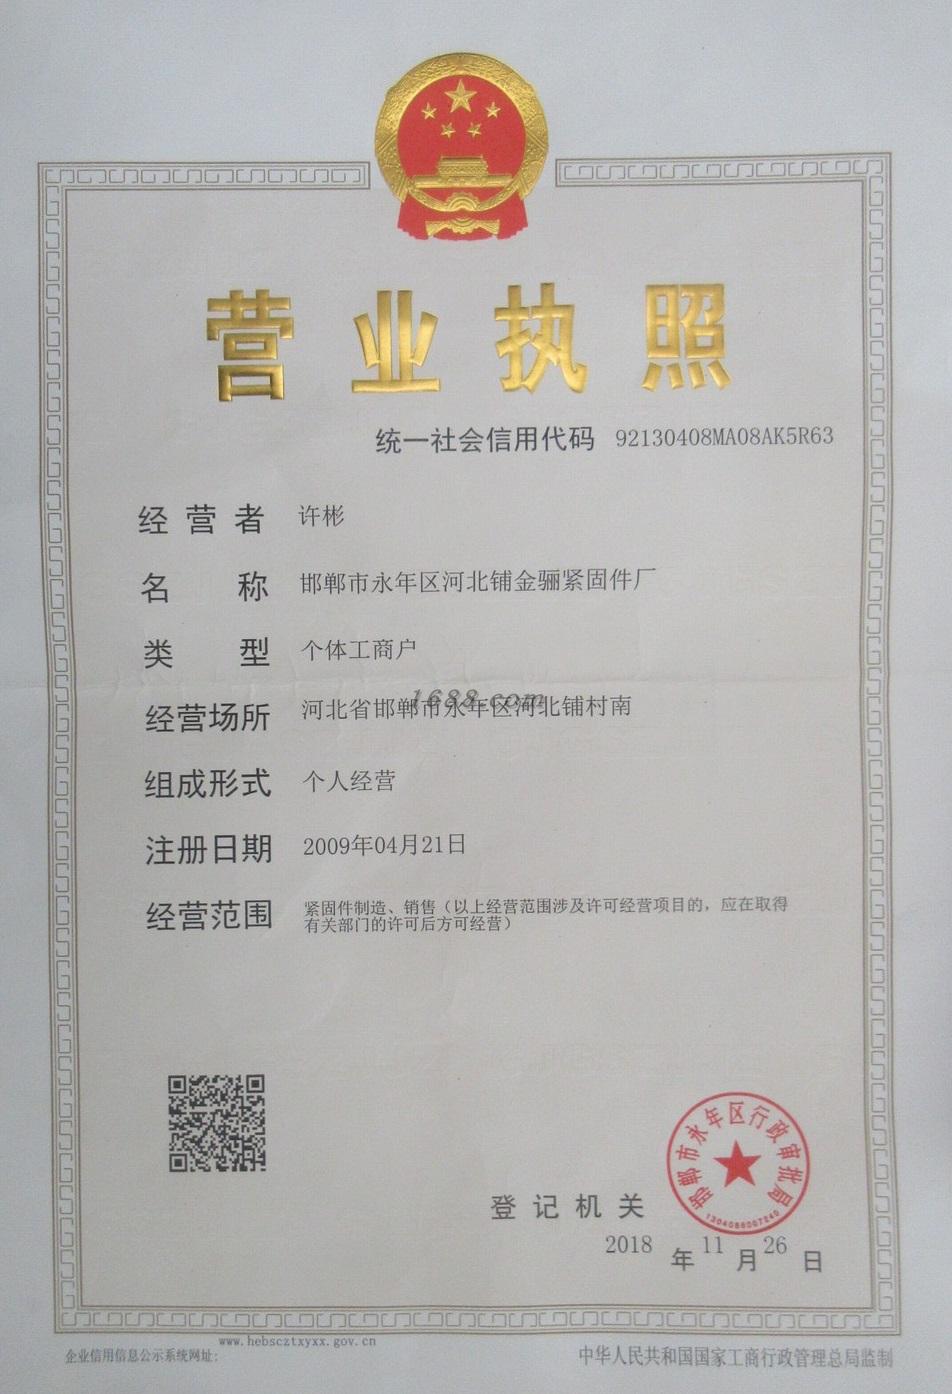 营业执照
统一社会信用代码 92130408MA08AK5R63
经营者 许彬
名称 邯郸市永年区河北铺金骊紧固件厂
类型 个体工商户
1688.com
经营场所 河北省邯郸市永年区河北铺村南
组成形式 个人经营
注册日期 2009年04月21日
经营范围 紧固件制造、销售（以上经营范围涉及许可经营项目的，应在取得
有关部门的许可后方可经营）
邯郸市永年区行政审批局
登记机关
2018年11月26日
www.hebscztxyxx.gov.cn
企业信用信息公示系统网址：
中华人民共和国国家工商行政管理总局监制